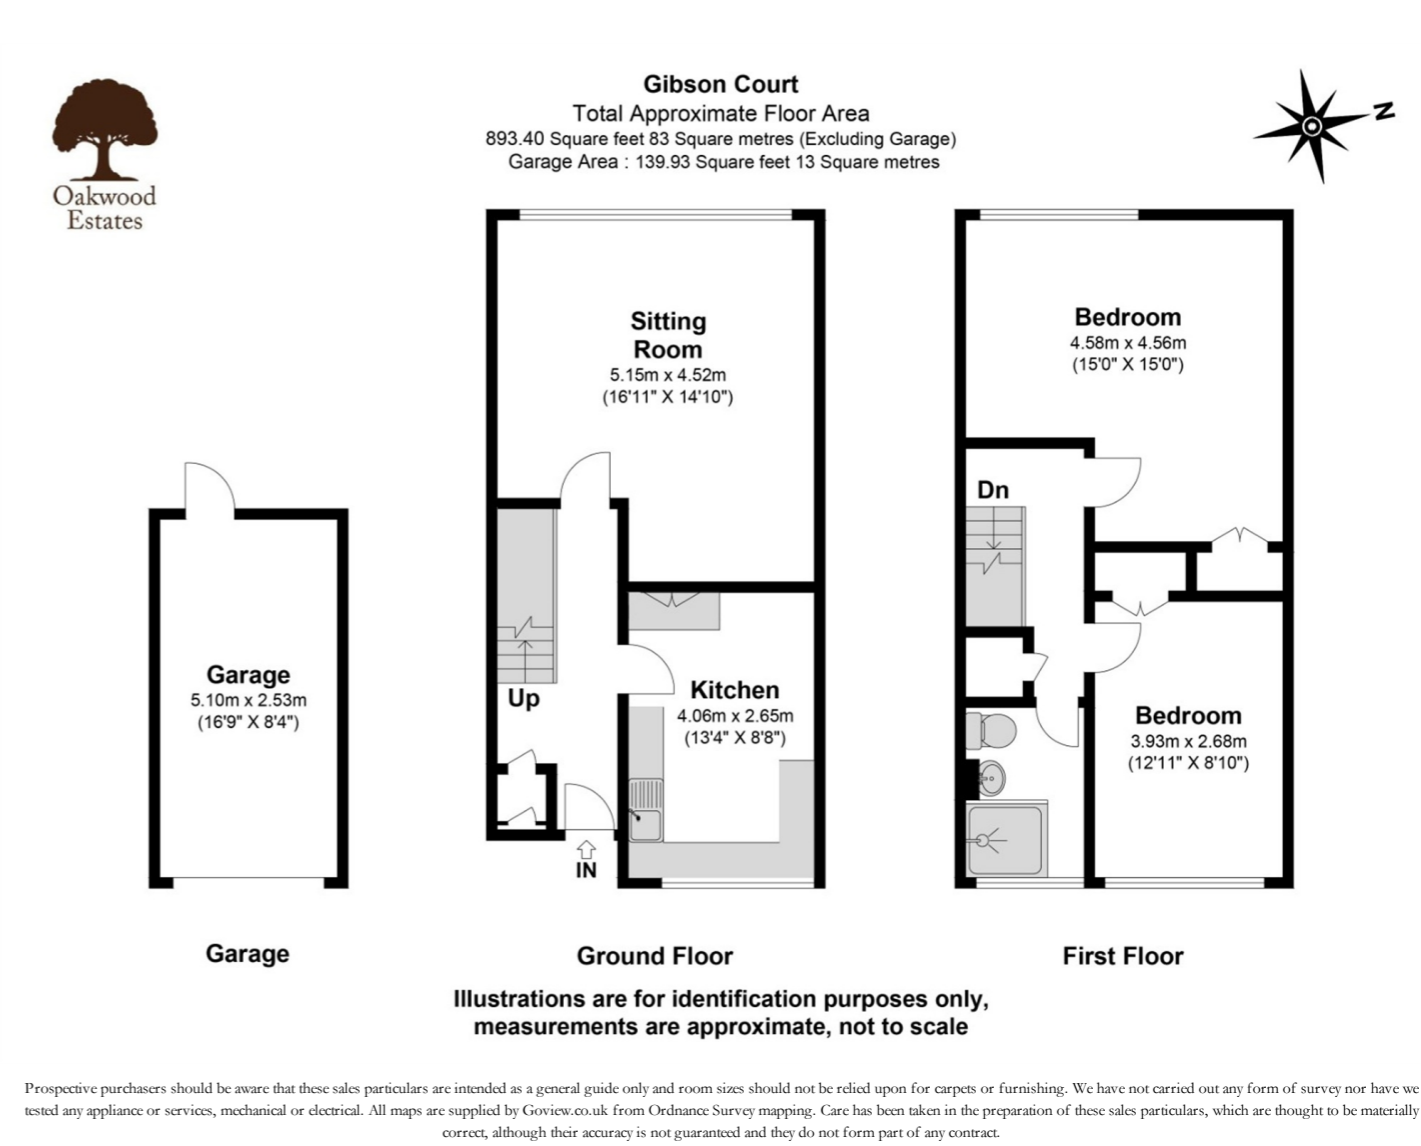 Gibson Court
Total Approximate Floor Area
893.40 Square feet 83 Square metres (Excluding Garage)
Garage Area : 139.93 Square feet 13 Square metres
N
Oakwood
Estates
Sitting
Room
5.15m x 4.52m
(16'11" X 14'10")
Bedroom
4.58m x 4.56m
(15'0" X 15'0")
Dn
Garage
5.10m x 2.53m
(16'9" X 8'4")
Up
Kitchen
4.06m x 2.65m
(13'4" X 8'8")
Bedroom
3.93m x 2.68m
(12'11" X 8'10")
IN
Garage
Ground Floor
First Floor
Illustrations are for identification purposes only,
measurements are approximate, not to scale
Prospective purchasers should be aware that these sales particulars are intended as a general guide only and room sizes should not be relied upon for carpets or furnishing. We have not carried out any form of survey nor have we
tested any appliance or services, mechanical or electrical. All maps are supplied by Goview.co.uk from Ordnance Survey mapping. Care has been taken in the preparation of these sales particulars, which are thought to be materially
correct, although their accuracy is not guaranteed and they do not form part of any contract.